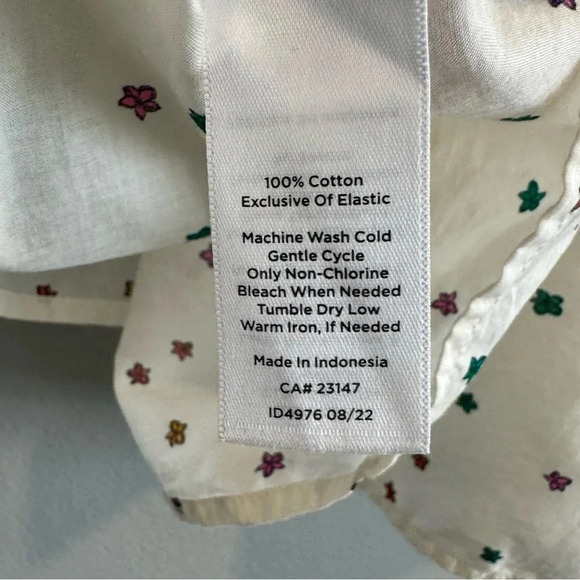 100% Cotton
Exclusive Of Elastic
Machine Wash Cold
Gentle Cycle
Only Non-Chlorine
Bleach When Needed
Tumble Dry Low
Warm Iron, If Needed
Made In Indonesia
CA# 23147
ID4976 08/22